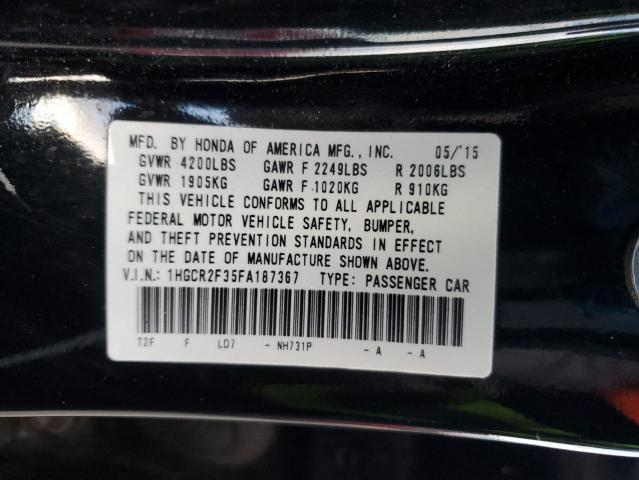 MFD. BY HONDA OF AMERICA MFG., INC. 05/'15
GVWR 4200LBS GAWR F 2249LBS R 2006LBS
GVWR 1905KG GAWR F 1020KG R 910KG
THIS VEHICLE CONFORMS TO ALL APPLICABLE
FEDERAL MOTOR VEHICLE SAFETY, BUMPER,
AND THEFT PREVENTION STANDARDS IN EFFECT
ON THE DATE OF MANUFACTURE SHOWN ABOVE.
V.I.N.: 1HGCR2F35FA187367 TYPE: PASSENGER CAR
T2F F LD7 - NH731P - A - A